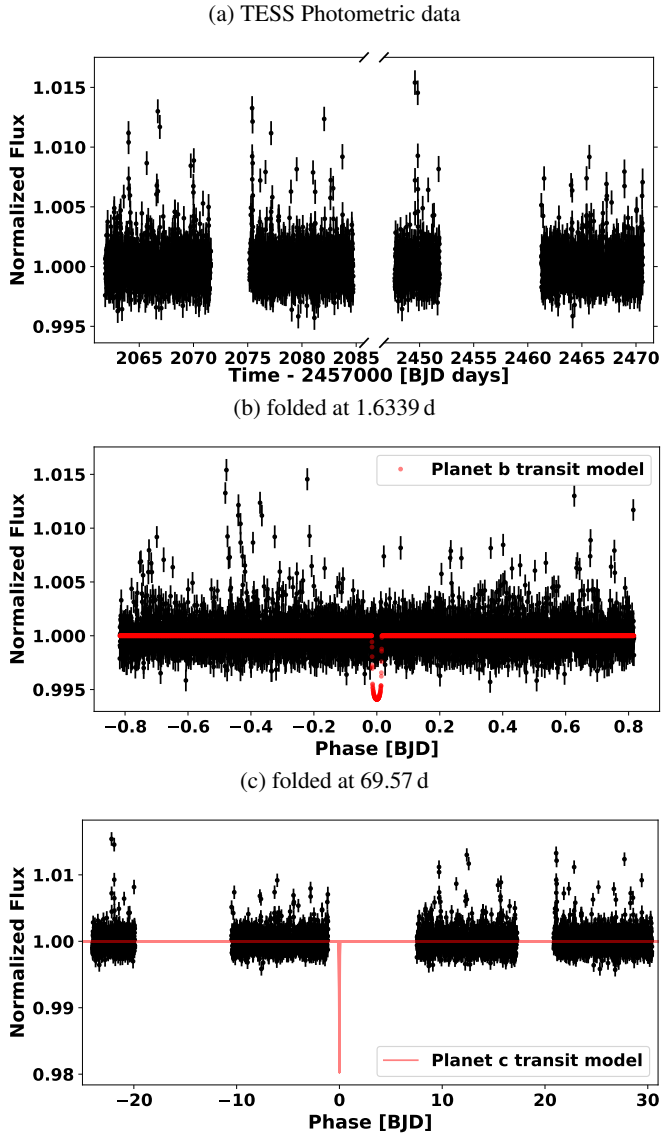 (a) TESS Photometric data
1.015
1.010
1.005
1.000
0.995
Normalized Flux
2065 2070 2075 2080 2085 2450 2455 2460 2465 2470
Time - 2457000 [BJD days]
(b) folded at 1.6339 d
1.015
1.010
1.005
1.000
0.995
Normalized Flux
Planet b transit model
−0.8 −0.6 −0.4 −0.2 0.0 0.2 0.4 0.6 0.8
Phase [BJD]
(c) folded at 69.57 d
1.01
1.00
0.99
0.98
Normalized Flux
Planet c transit model
−20 −10 0 10 20 30
Phase [BJD]